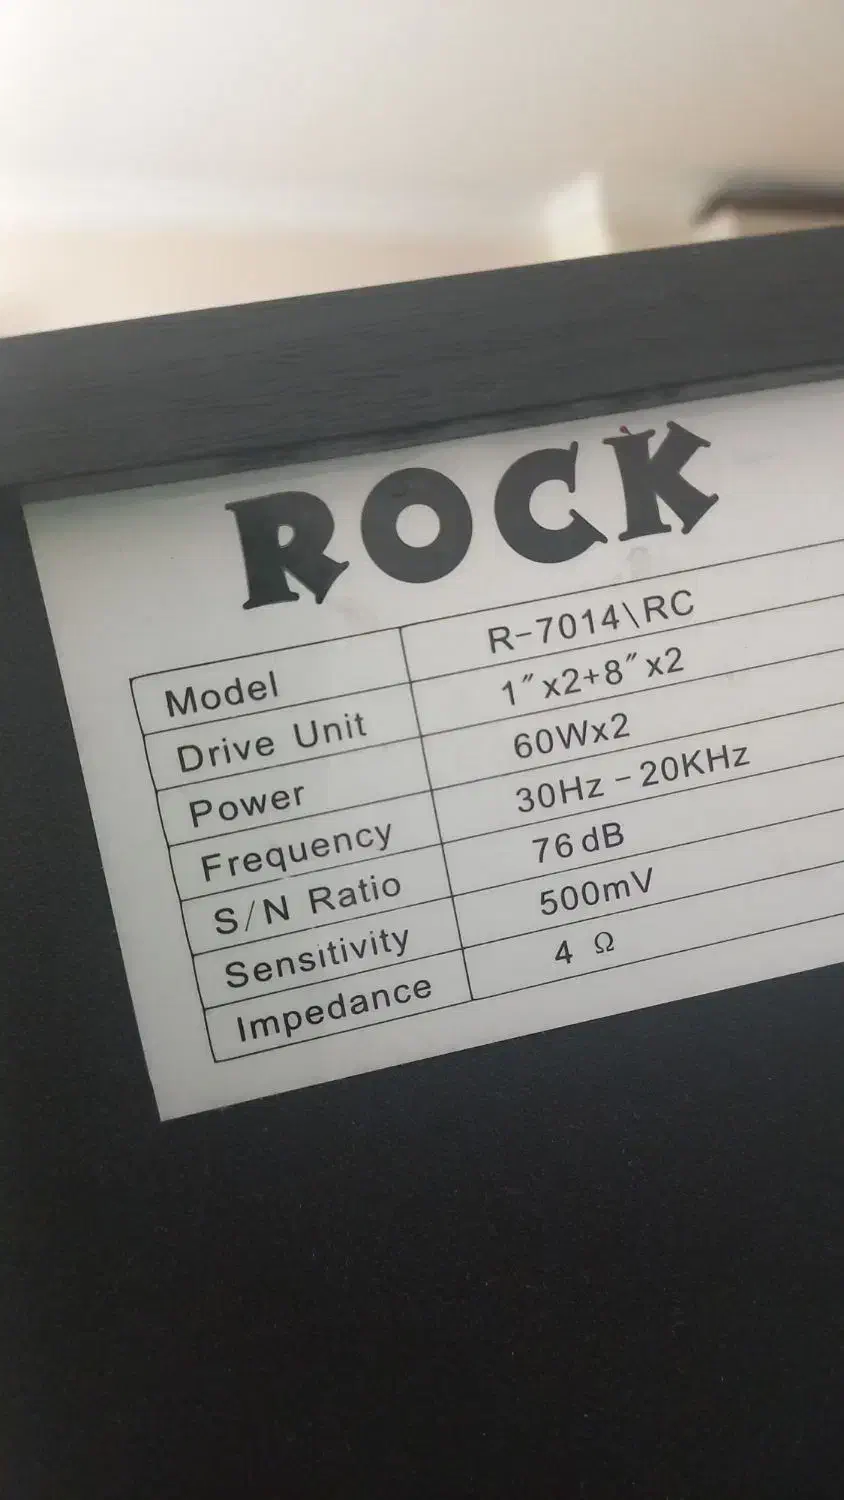 ROCK
Model R-7014\RC
Drive Unit 1″x2+8″x2
Power 60Wx2
Frequency 30Hz-20KHz
S/N Ratio 76dB
Sensitivity 500mV
Impedance 4 Ω